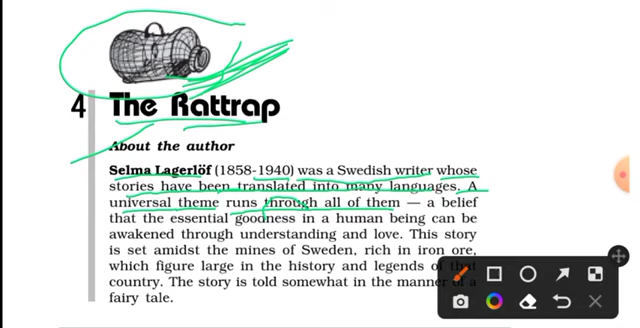 4 The Rattrap
About the author
Selma Lagerlöf (1858-1940) was a Swedish writer whose
stories have been translated into many languages. A
universal theme runs through all of them — a belief
that the essential goodness in a human being can be
awakened through understanding and love. This story
is set amidst the mines of Sweden, rich in iron ore,
which figure large in the history and legends of that
country. The story is told somewhat in the manner of a
fairy tale.